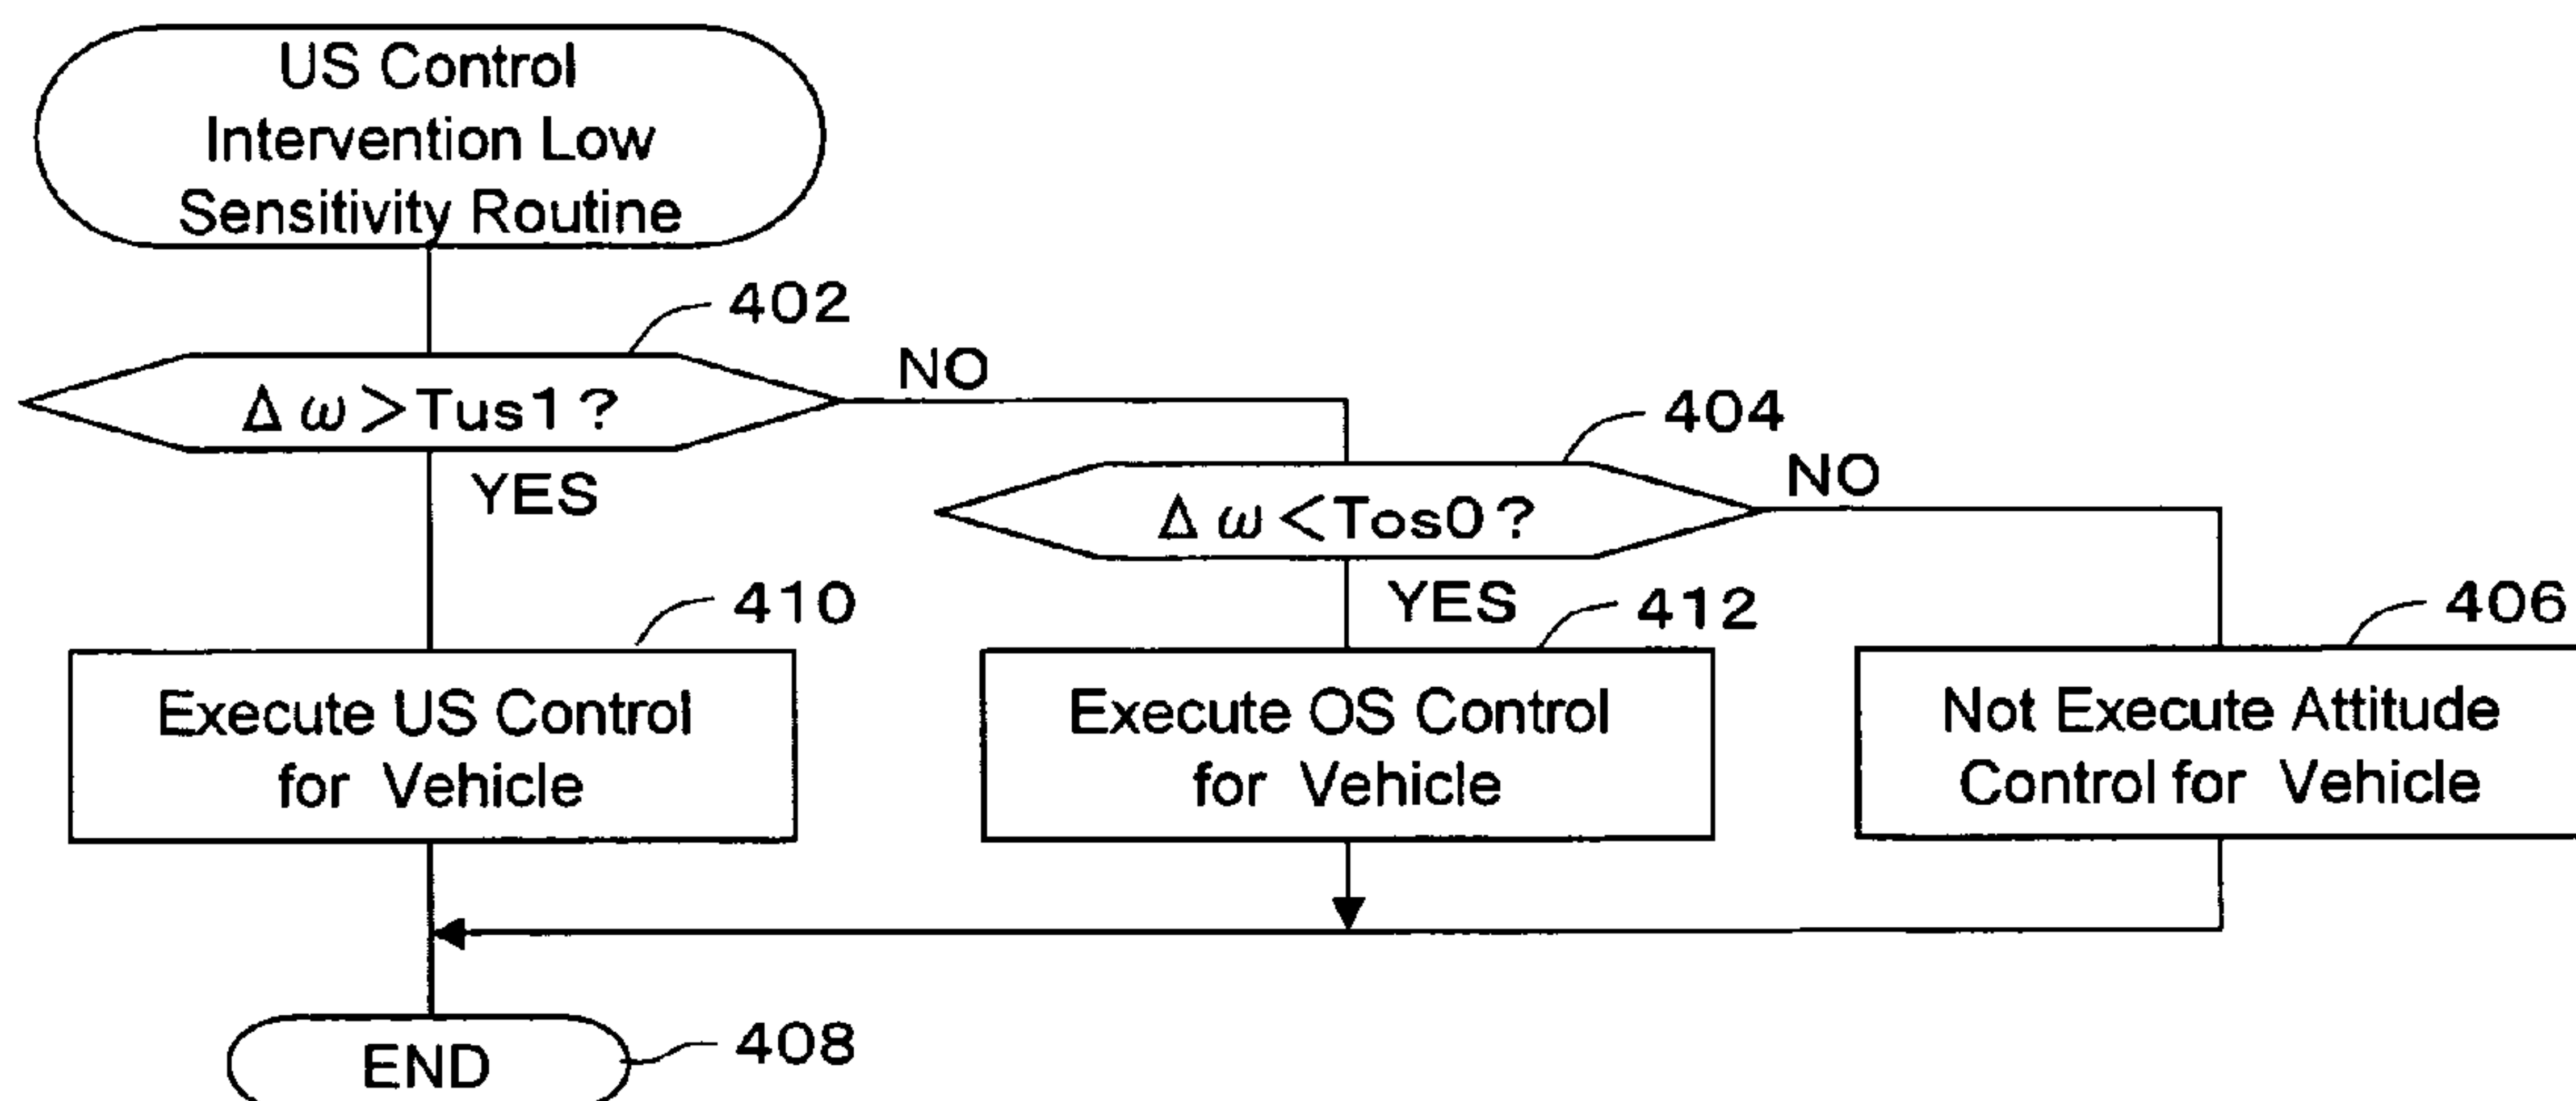 US Control
Intervention Low
Sensitivity Routine
402
NO
Δω>Tus1?
YES
404
NO
Δω<Tos0?
YES
410
Execute US Control
for Vehicle
412
Execute OS Control
for Vehicle
406
Not Execute Attitude
Control for Vehicle
END
408